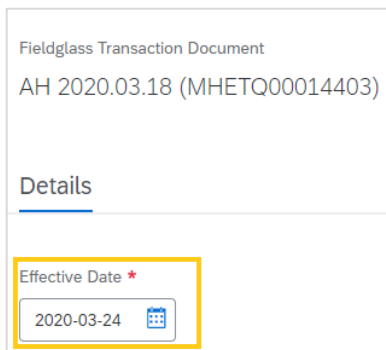 Fieldglass Transaction Document
AH 2020.03.18 (MHETQ00014403)
Details
Effective Date *
2020-03-24